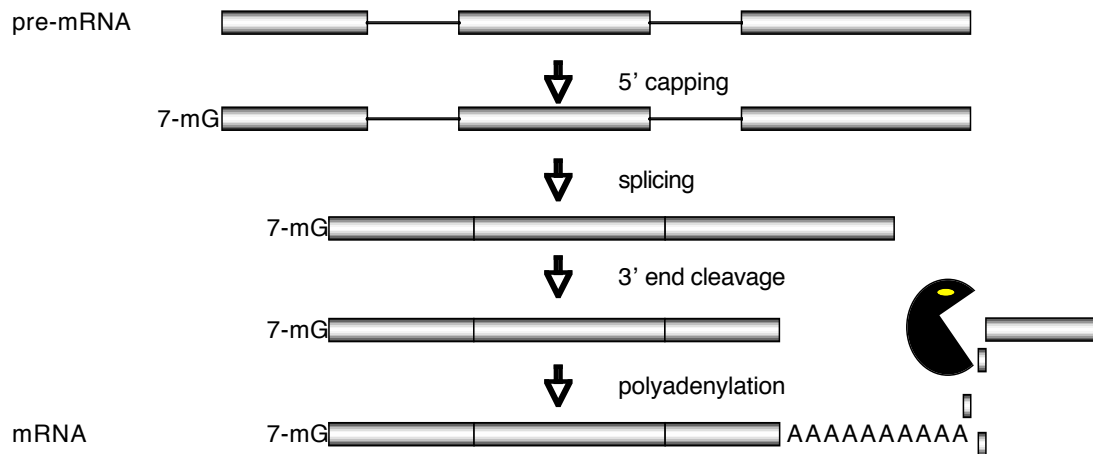 pre-mRNA
5’ capping
7-mG
splicing
7-mG
3’ end cleavage
7-mG
polyadenylation
mRNA 7-mG AAAAAAAAAA